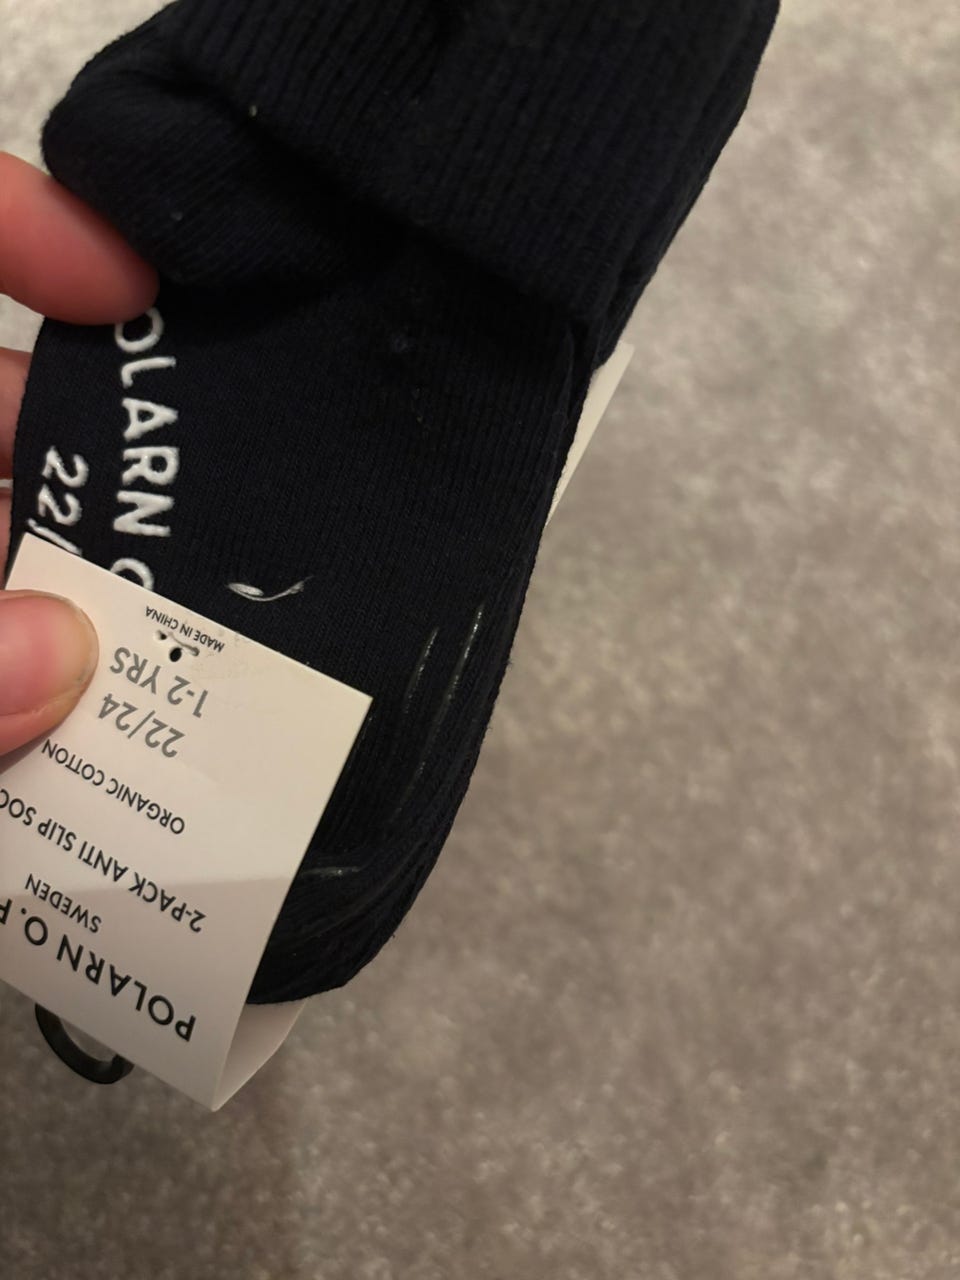 OLARN O
22/
POLARN O. P
SWEDEN
2-PACK ANTI SLIP SOC
ORGANIC COTTON
22/24
1-2 YRS
MADE IN CHINA